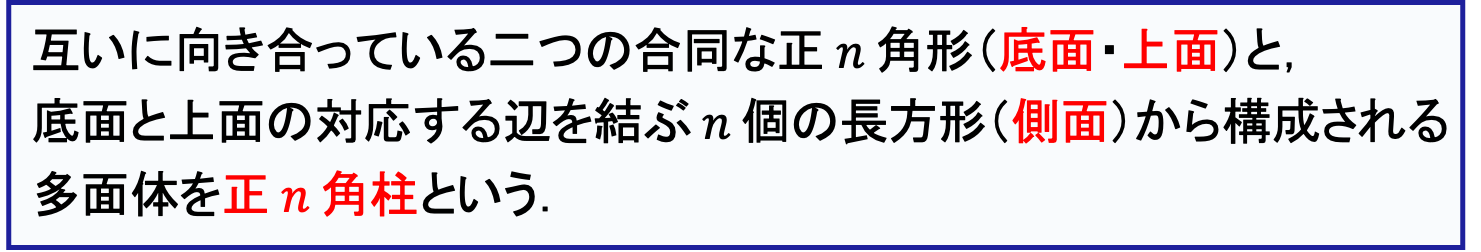 互いに向き合っている二つの合同な正 n 角形（底面・上面）と，
底面と上面の対応する辺を結ぶ n 個の長方形（側面）から構成される
多面体を正 n 角柱という．